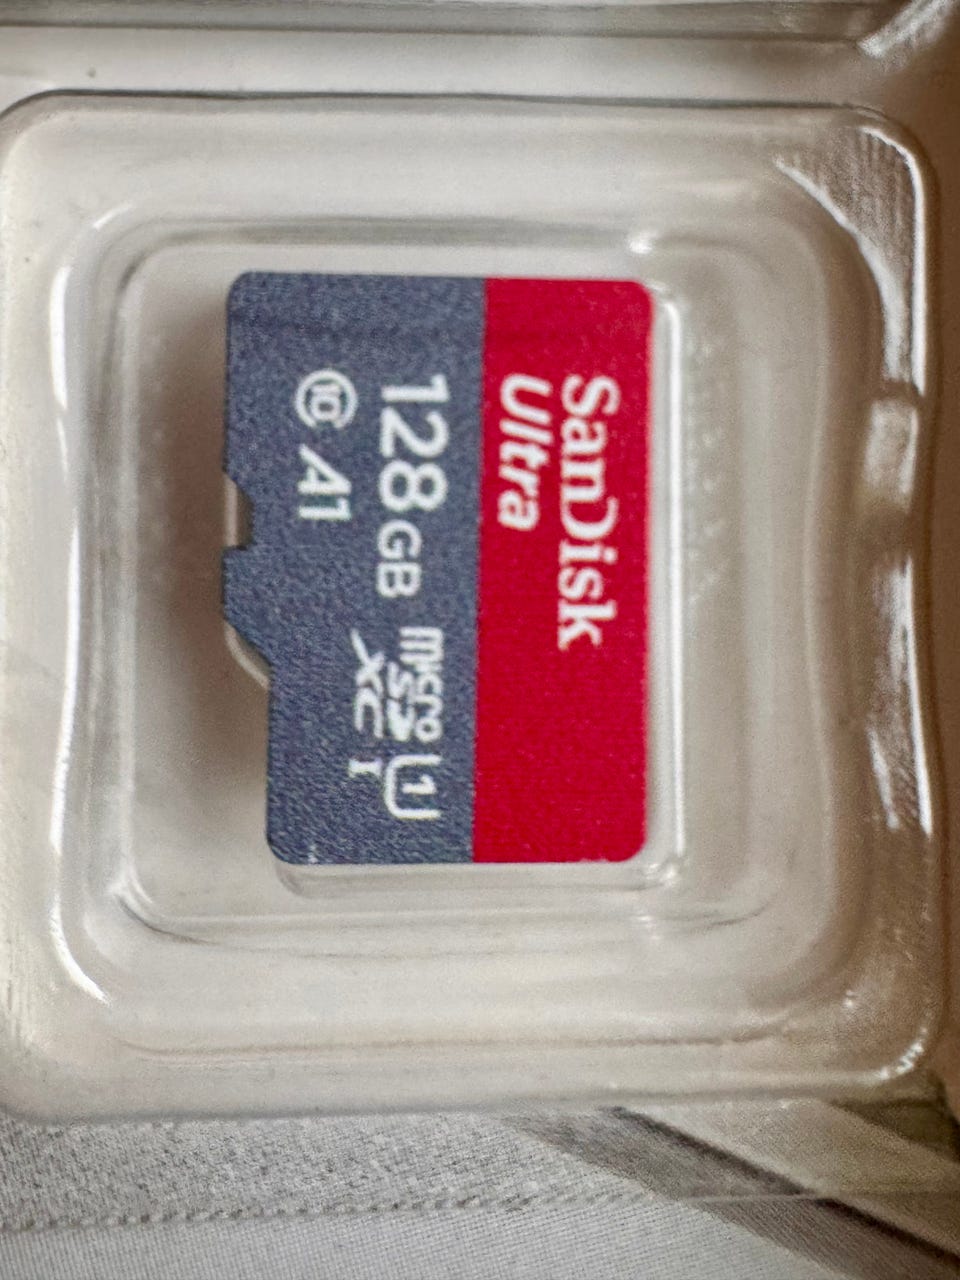 SanDisk
Ultra
128GB
micro
SD
XC I
U1
10 A1